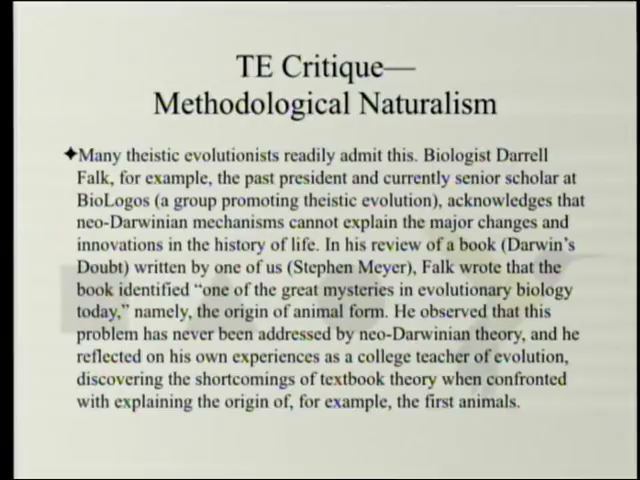 TE Critique—
Methodological Naturalism
✦Many theistic evolutionists readily admit this. Biologist Darrell
Falk, for example, the past president and currently senior scholar at
BioLogos (a group promoting theistic evolution), acknowledges that
neo-Darwinian mechanisms cannot explain the major changes and
innovations in the history of life. In his review of a book (Darwin's
Doubt) written by one of us (Stephen Meyer), Falk wrote that the
book identified “one of the great mysteries in evolutionary biology
today,” namely, the origin of animal form. He observed that this
problem has never been addressed by neo-Darwinian theory, and he
reflected on his own experiences as a college teacher of evolution,
discovering the shortcomings of textbook theory when confronted
with explaining the origin of, for example, the first animals.